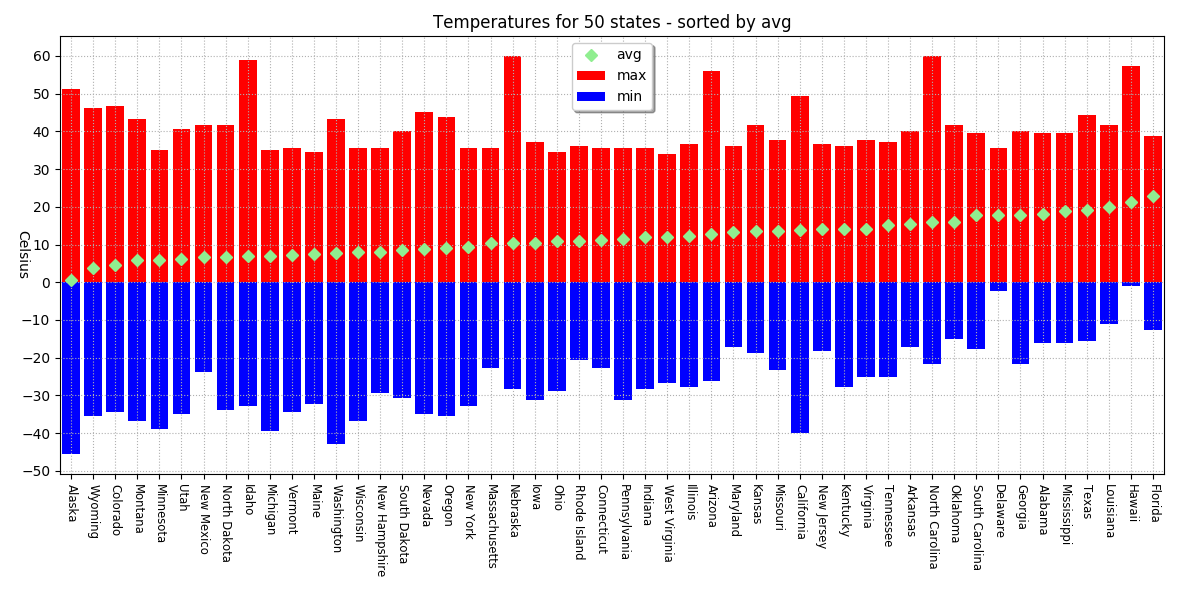 Temperatures for 50 states - sorted by avg
avg
max
min
60
50
40
30
20
10
0
−10
−20
−30
−40
−50
Celsius
Alaska
Wyoming
Colorado
Montana
Minnesota
Utah
New Mexico
North Dakota
Idaho
Michigan
Vermont
Maine
Washington
Wisconsin
New Hampshire
South Dakota
Nevada
Oregon
New York
Massachusetts
Nebraska
Iowa
Ohio
Rhode Island
Connecticut
Pennsylvania
Indiana
West Virginia
Illinois
Arizona
Maryland
Kansas
Missouri
California
New Jersey
Kentucky
Virginia
Tennessee
Arkansas
North Carolina
Oklahoma
South Carolina
Delaware
Georgia
Alabama
Mississippi
Texas
Louisiana
Hawaii
Florida